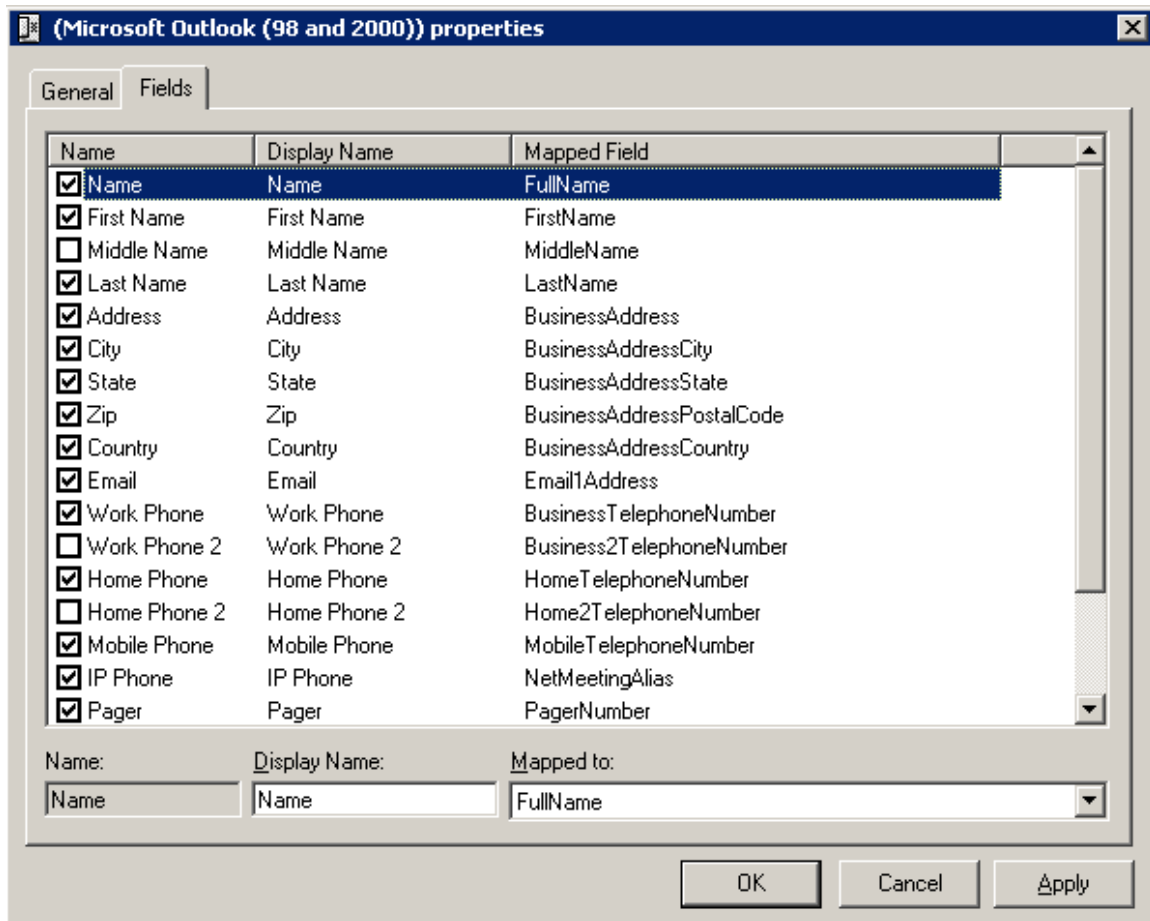 (Microsoft Outlook (98 and 2000)) properties
General Fields
Name Display Name Mapped Field
Name Name FullName
First Name First Name FirstName
Middle Name Middle Name MiddleName
Last Name Last Name LastName
Address Address BusinessAddress
City City BusinessAddressCity
State State BusinessAddressState
Zip Zip BusinessAddressPostalCode
Country Country BusinessAddressCountry
Email Email Email1Address
Work Phone Work Phone BusinessTelephoneNumber
Work Phone 2 Work Phone 2 Business2TelephoneNumber
Home Phone Home Phone HomeTelephoneNumber
Home Phone 2 Home Phone 2 Home2TelephoneNumber
Mobile Phone Mobile Phone MobileTelephoneNumber
IP Phone IP Phone NetMeetingAlias
Pager Pager PagerNumber
Name: Display Name: Mapped to:
Name Name FullName
OK Cancel Apply